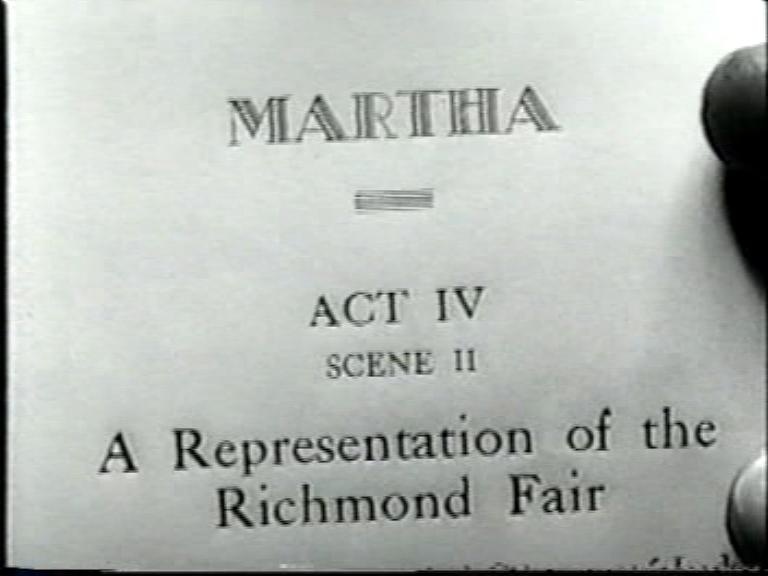 MARTHA
ACT IV
SCENE II
A Representation of the
Richmond Fair